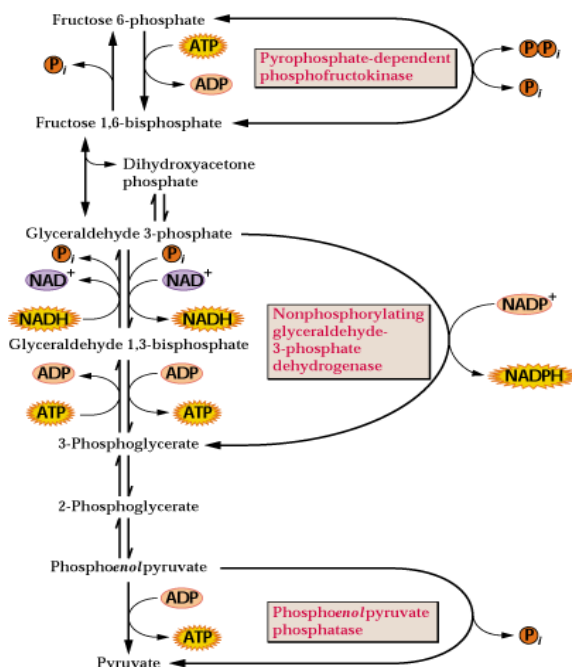 Fructose 6-phosphate
ATP
Pi
ADP
Pyrophosphate-dependent
phosphofructokinase
PPi
Pi
Fructose 1,6-bisphosphate
Dihydroxyacetone
phosphate
Glyceraldehyde 3-phosphate
Pi
Pi
NAD+
NAD+
NADH
NADH
Nonphosphorylating
glyceraldehyde-
3-phosphate
dehydrogenase
NADP+
NADPH
Glyceraldehyde 1,3-bisphosphate
ADP
ADP
ATP
ATP
3-Phosphoglycerate
2-Phosphoglycerate
Phosphoenolpyruvate
ADP
ATP
Phosphoenolpyruvate
phosphatase
Pi
Pyruvate